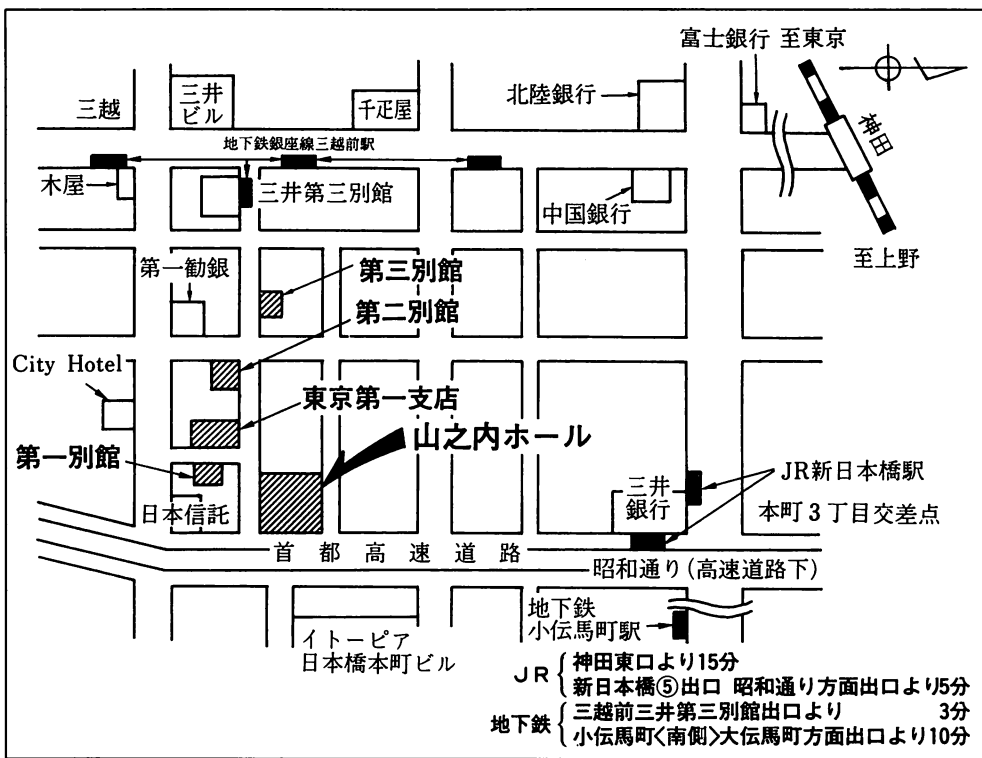 富士銀行 至東京
三越
三井
ビル
千疋屋
北陸銀行
神田
地下鉄銀座線三越前駅
木屋
三井第三別館
中国銀行
至上野
第一勧銀
第三別館
第二別館
City Hotel
東京第一支店
山之内ホール
第一別館
日本信託
三井
銀行
JR新日本橋駅
本町3丁目交差点
首都高速道路
昭和通り(高速道路下)
地下鉄
小伝馬町駅
イトーピア
日本橋本町ビル
JR 神田東口より15分
新日本橋⑤出口 昭和通り方面出口より5分
地下鉄 三越前三井第三別館出口より 3分
小伝馬町〈南側〉大伝馬町方面出口より10分